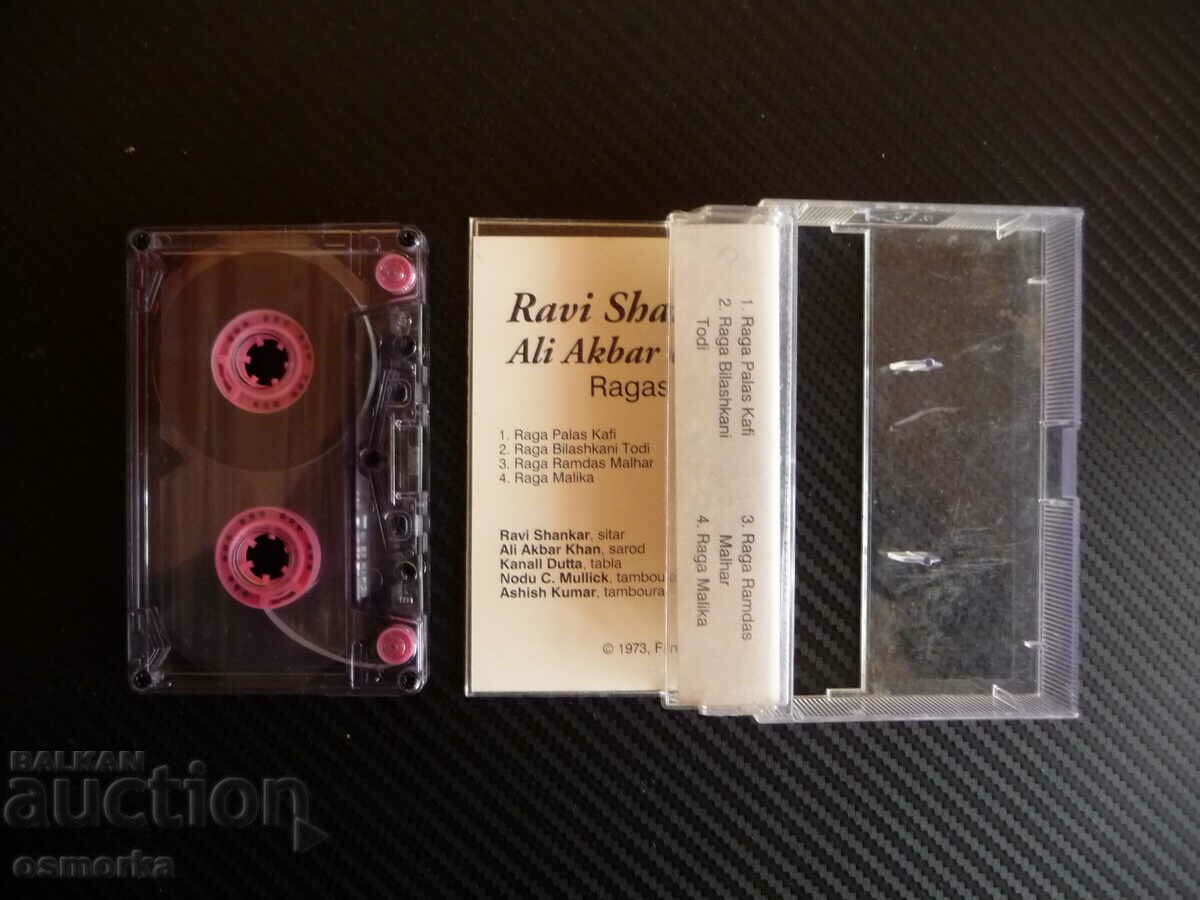 Ravi Sha
Ali Akbar
Ragas
1. Raga Palas Kafi
2. Raga Bilashkani Todi
3. Raga Ramdas Malhar
4. Raga Malika
Ravi Shankar, sitar
Ali Akbar Khan, sarod
Kanall Dutta, tabla
Nodu C. Mullick, tamboura
Ashish Kumar, tamboura
© 1973, F
1. Raga Palas Kafi
2. Raga Bilashkani
Todi
3. Raga Ramdas
Malhar
4. Raga Malika
BALKAN
auction
osmorka